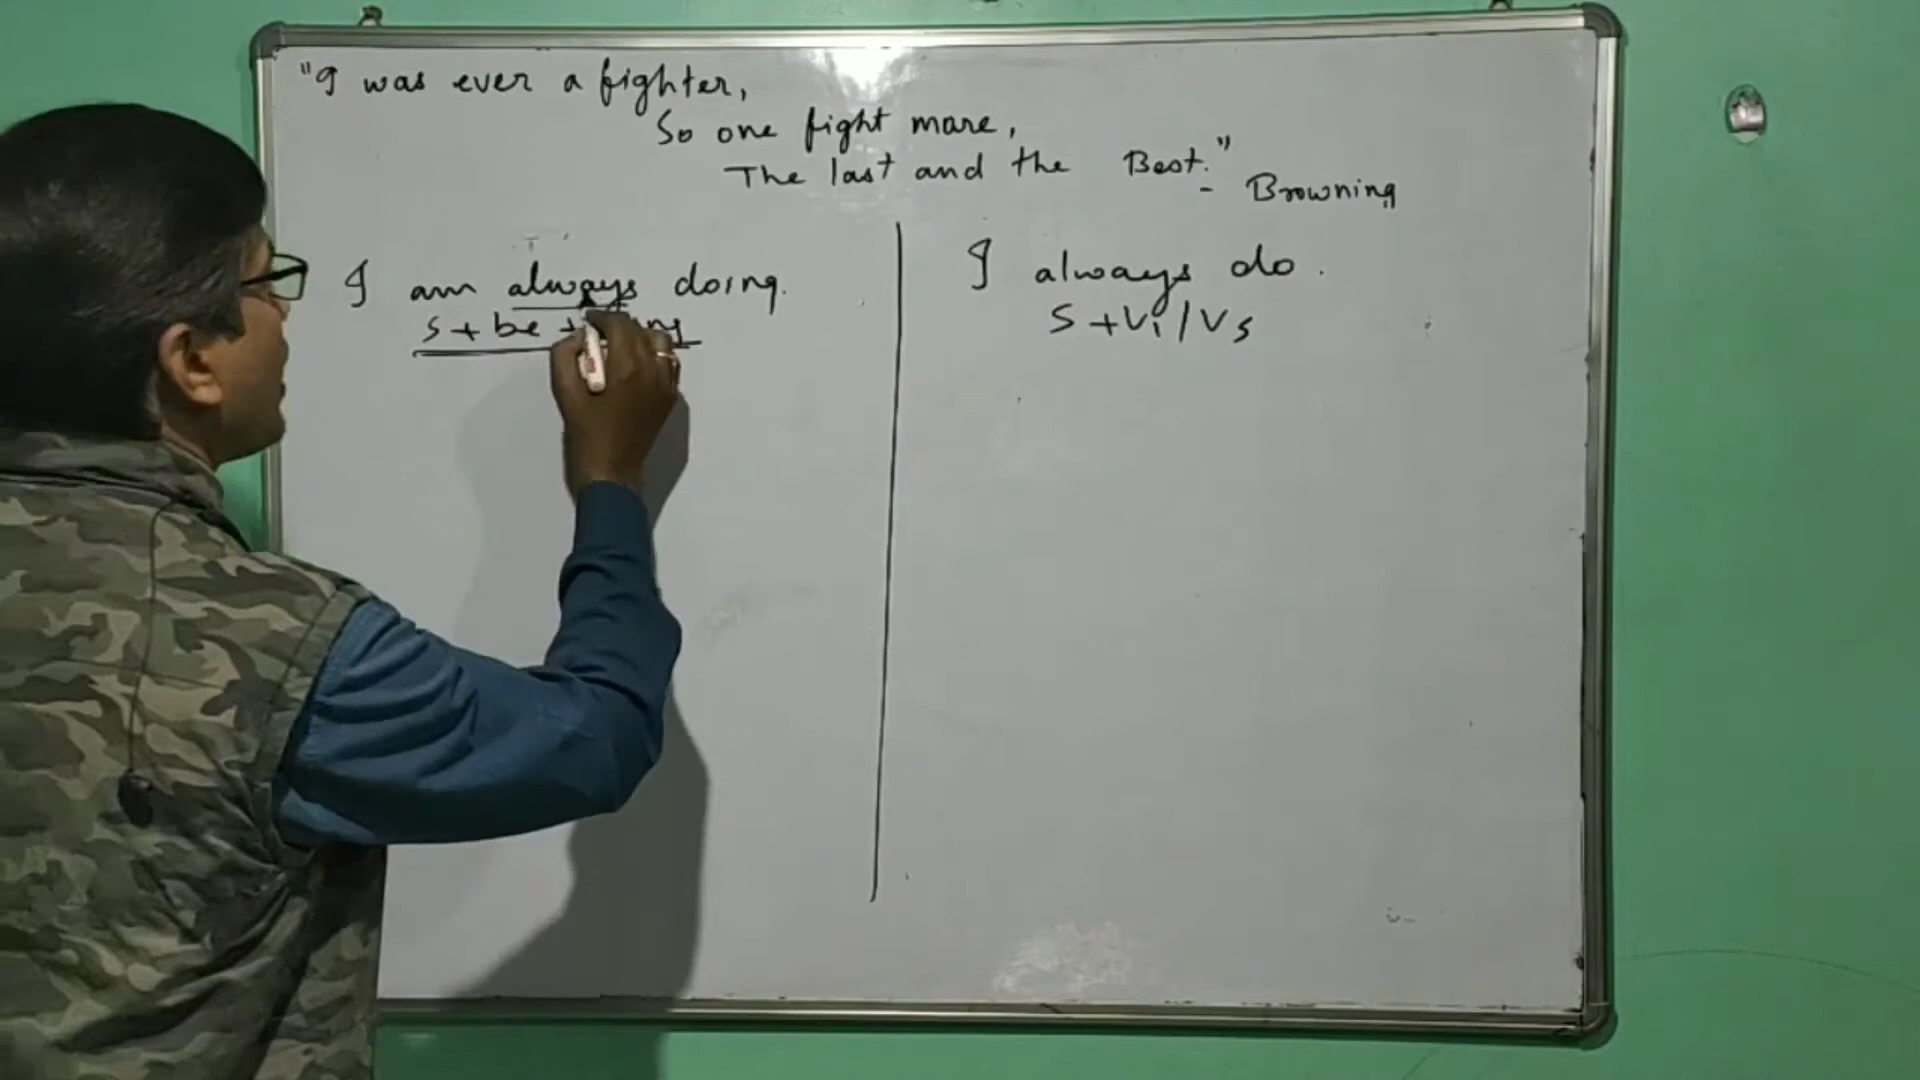 "I was ever a fighter,
So one fight more,
The last and the Best."
- Browning
I am always doing.
S + be +
I always do.
S + V1 / Vs